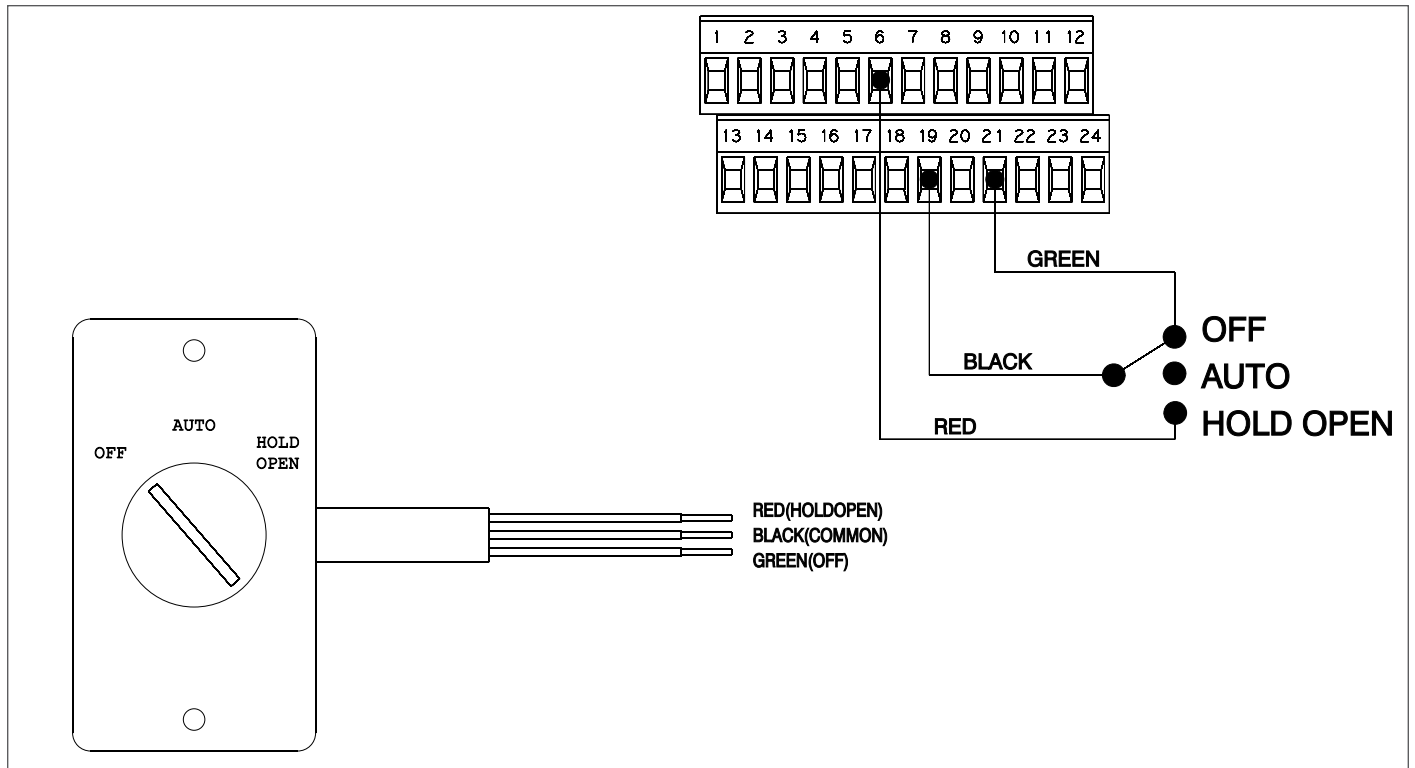 1 2 3 4 5 6 7 8 9 10 11 12
13 14 15 16 17 18 19 20 21 22 23 24
GREEN
OFF
BLACK
AUTO
RED
HOLD OPEN
AUTO
OFF
HOLD
OPEN
RED(HOLDOPEN)
BLACK(COMMON)
GREEN(OFF)